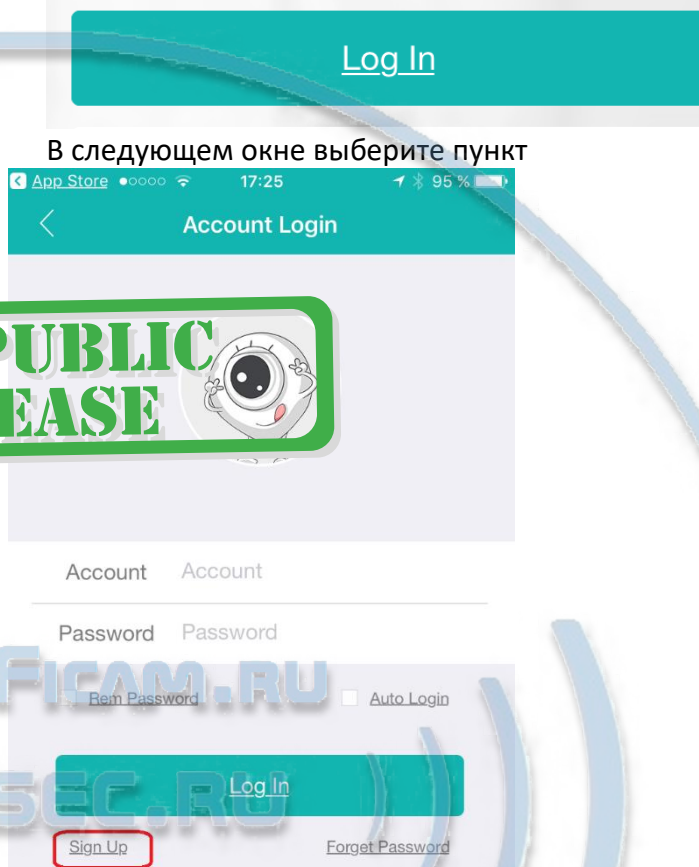 Log In
В следующем окне выберите пункт
App Store 17:25 95 %
Account Login
PUBLIC
EASE
Account Account
Password Password
FICAM.RU
Rem Password Auto Login
Log In
SEC.RU
Sign Up Forget Password